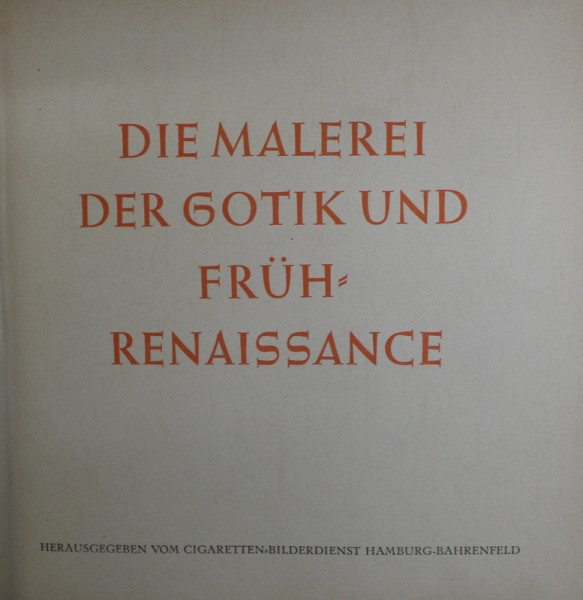 DIE MALEREI
DER GOTIK UND
FRÜH-
RENAISSANCE
HERAUSGEGEBEN VOM CIGARETTEN-BILDERDIENST HAMBURG-BAHRENFELD